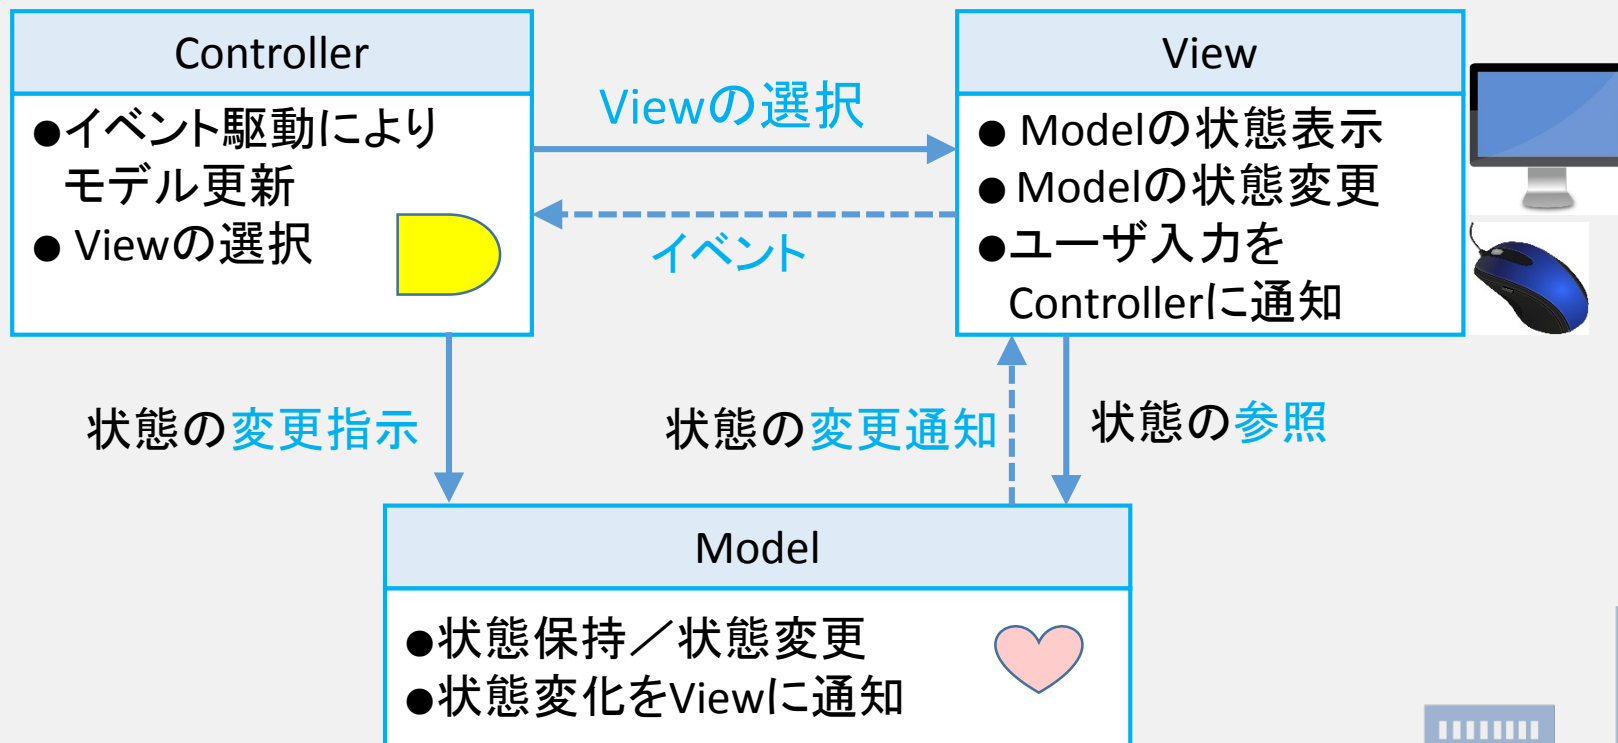 Controller
●イベント駆動により
モデル更新
● Viewの選択
Viewの選択
イベント
View
● Modelの状態表示
● Modelの状態変更
●ユーザ入力を
Controllerに通知
状態の変更指示
状態の変更通知
状態の参照
Model
●状態保持／状態変更
●状態変化をViewに通知